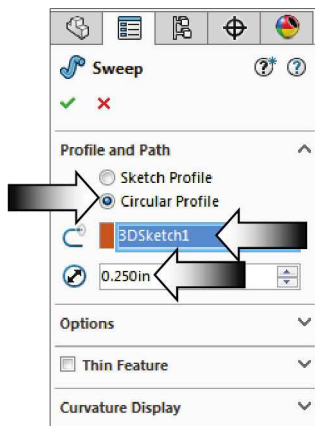 Sweep
Profile and Path
Sketch Profile
Circular Profile
3DSketch1
0.250in
Options
Thin Feature
Curvature Display